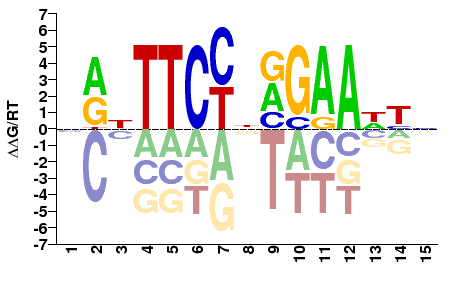 7
6
5
4
3
2
1
0
-1
-2
-3
-4
-5
-6
-7
ΔΔG/RT
A G C
T C
T A C G
T A C G
C A G T
C T A G
G A C T
G C A T
A G C T
A C G T
T A C G
T C A G
1 2 3 4 5 6 7 8 9 10 11 12 13 14 15